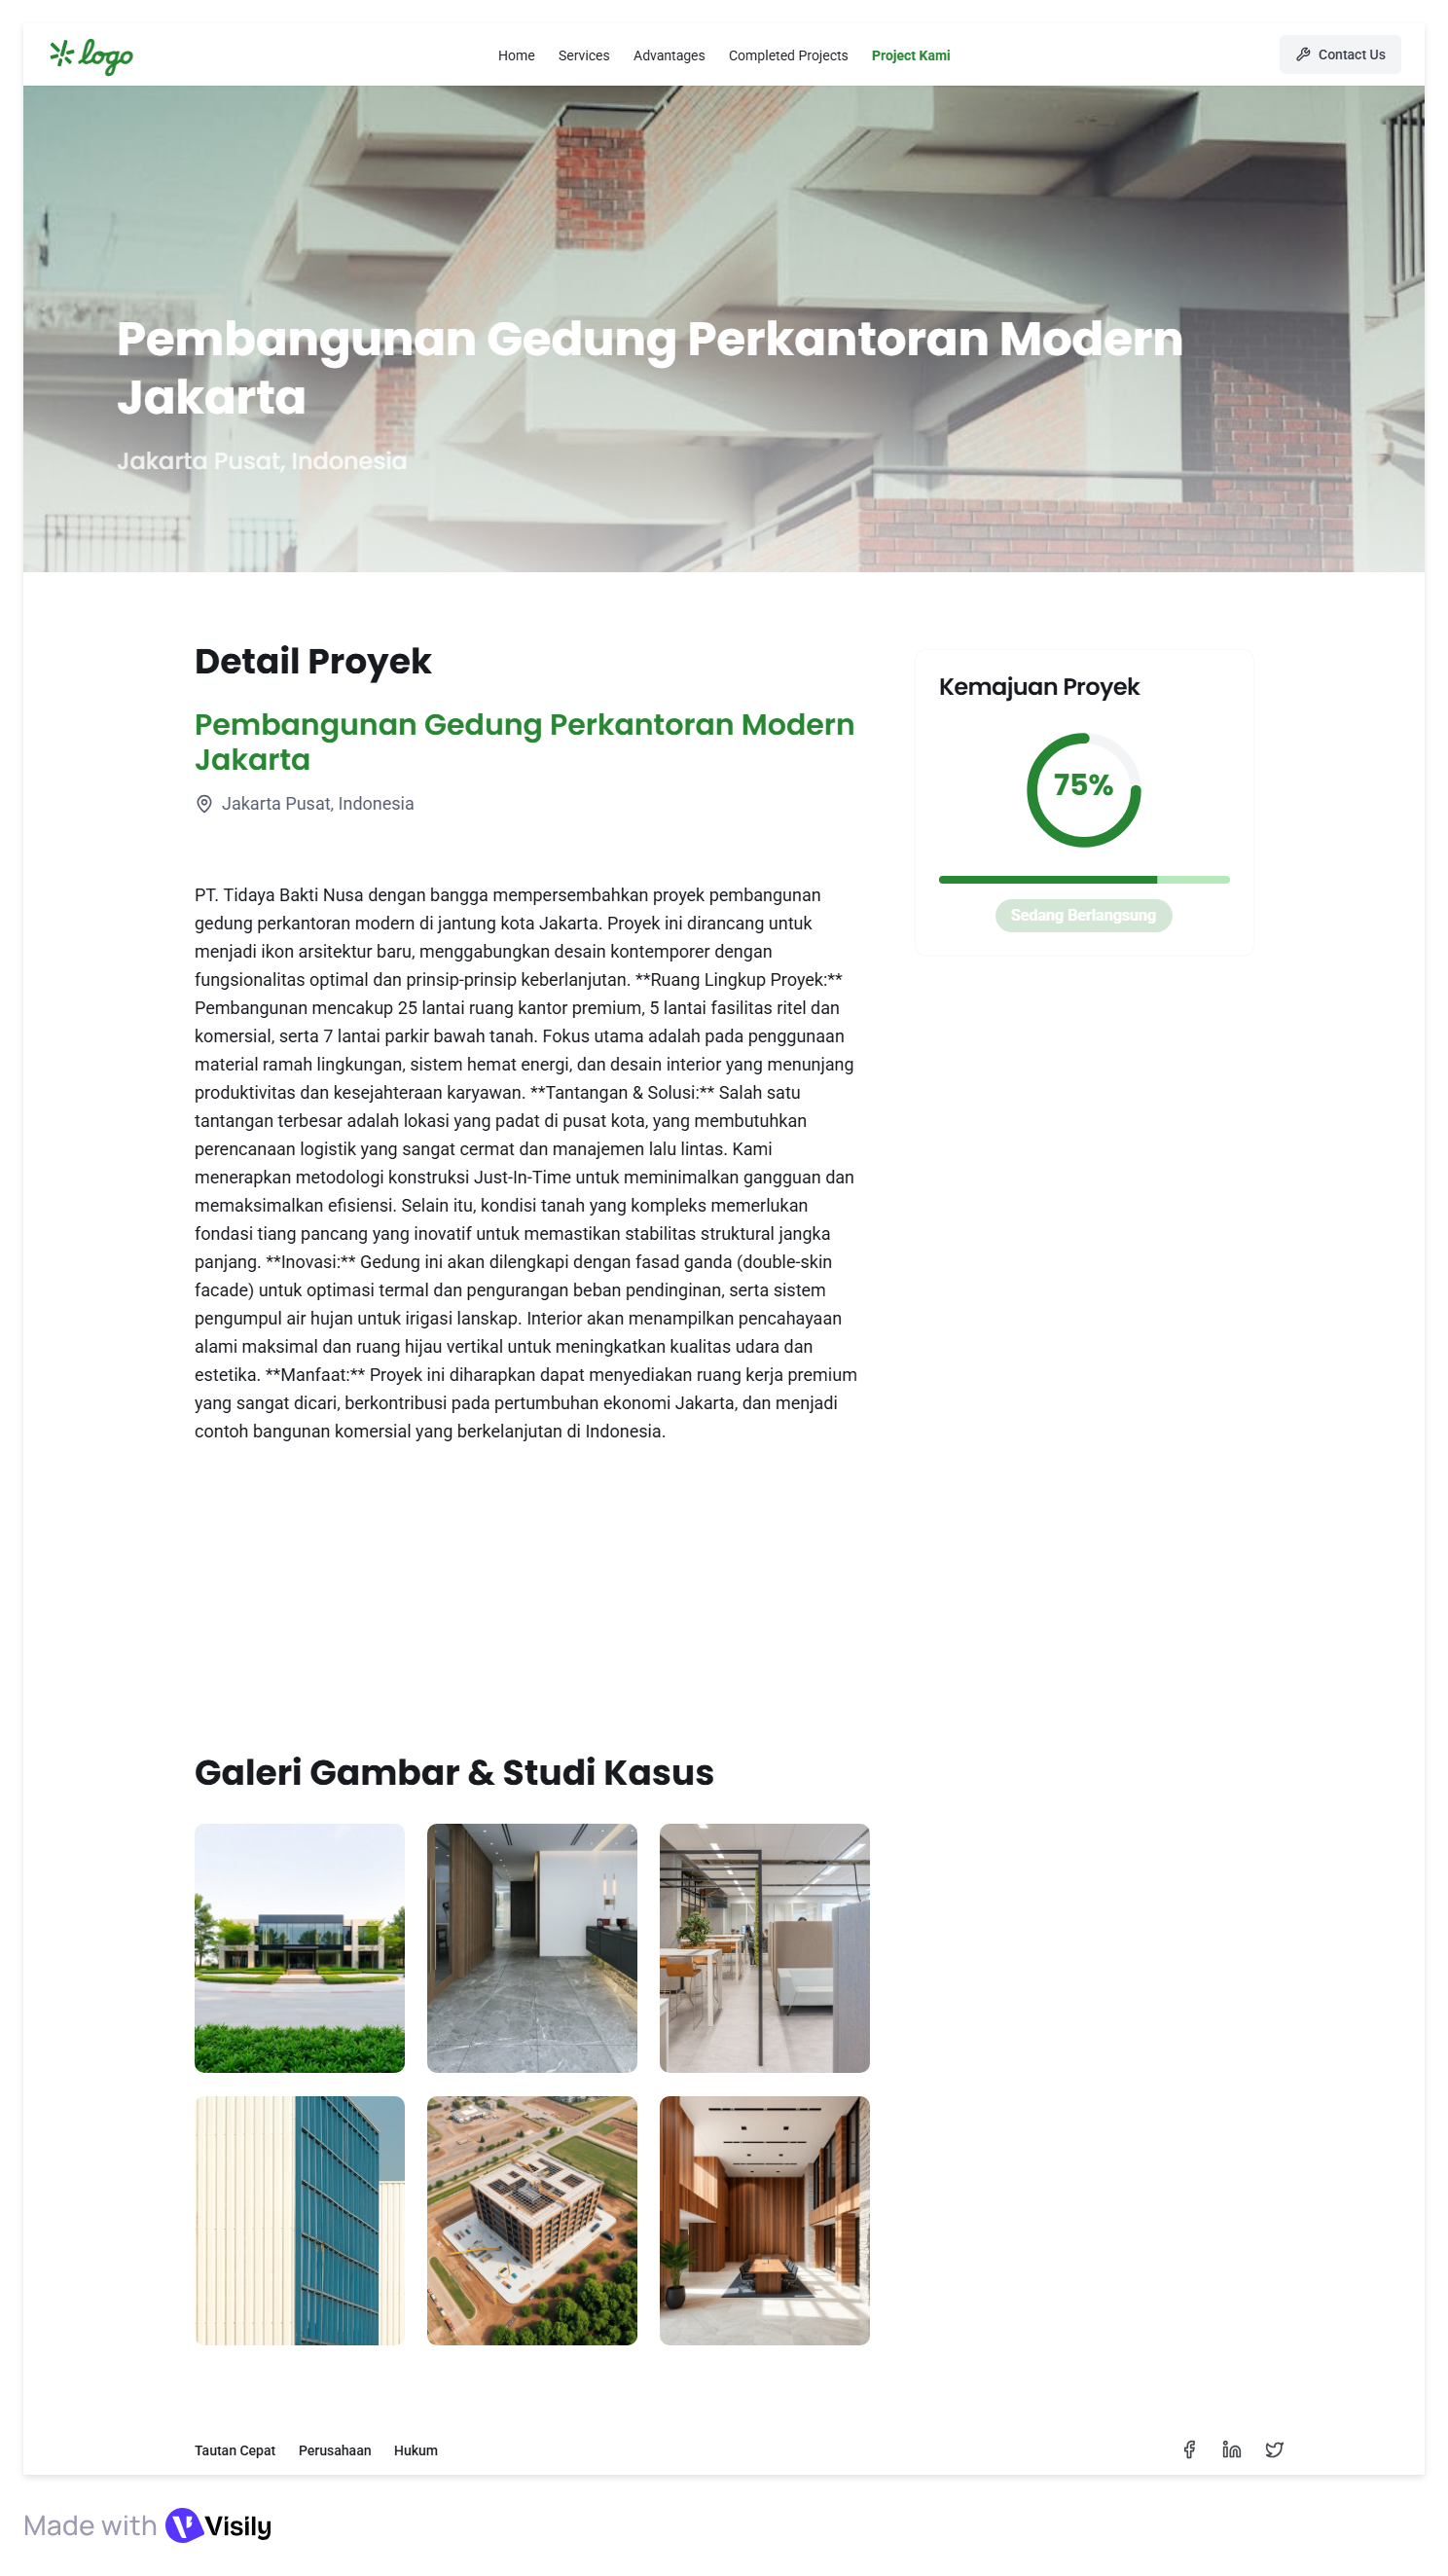 logo
Home Services Advantages Completed Projects Project Kami
Contact Us
Pembangunan Gedung Perkantoran Modern
Jakarta
Jakarta Pusat, Indonesia
Detail Proyek
Pembangunan Gedung Perkantoran Modern
Jakarta
Jakarta Pusat, Indonesia
PT. Tidaya Bakti Nusa dengan bangga mempersembahkan proyek pembangunan
gedung perkantoran modern di jantung kota Jakarta. Proyek ini dirancang untuk
menjadi ikon arsitektur baru, menggabungkan desain kontemporer dengan
fungsionalitas optimal dan prinsip-prinsip keberlanjutan. **Ruang Lingkup Proyek:**
Pembangunan mencakup 25 lantai ruang kantor premium, 5 lantai fasilitas ritel dan
komersial, serta 7 lantai parkir bawah tanah. Fokus utama adalah pada penggunaan
material ramah lingkungan, sistem hemat energi, dan desain interior yang menunjang
produktivitas dan kesejahteraan karyawan. **Tantangan & Solusi:** Salah satu
tantangan terbesar adalah lokasi yang padat di pusat kota, yang membutuhkan
perencanaan logistik yang sangat cermat dan manajemen lalu lintas. Kami
menerapkan metodologi konstruksi Just-In-Time untuk meminimalkan gangguan dan
memaksimalkan efisiensi. Selain itu, kondisi tanah yang kompleks memerlukan
fondasi tiang pancang yang inovatif untuk memastikan stabilitas struktural jangka
panjang. **Inovasi:** Gedung ini akan dilengkapi dengan fasad ganda (double-skin
facade) untuk optimasi termal dan pengurangan beban pendinginan, serta sistem
pengumpul air hujan untuk irigasi lanskap. Interior akan menampilkan pencahayaan
alami maksimal dan ruang hijau vertikal untuk meningkatkan kualitas udara dan
estetika. **Manfaat:** Proyek ini diharapkan dapat menyediakan ruang kerja premium
yang sangat dicari, berkontribusi pada pertumbuhan ekonomi Jakarta, dan menjadi
contoh bangunan komersial yang berkelanjutan di Indonesia.
Kemajuan Proyek
75%
Sedang Berlangsung
Galeri Gambar & Studi Kasus
Tautan Cepat Perusahaan Hukum
Made with Visily